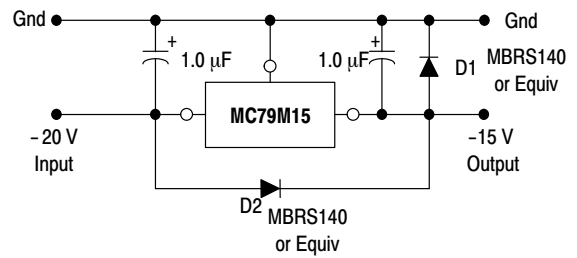 Gnd
Gnd
+
1.0 μF
+
1.0 μF
D1
MBRS140
or Equiv
MC79M15
–20 V
Input
–15 V
Output
D2
MBRS140
or Equiv